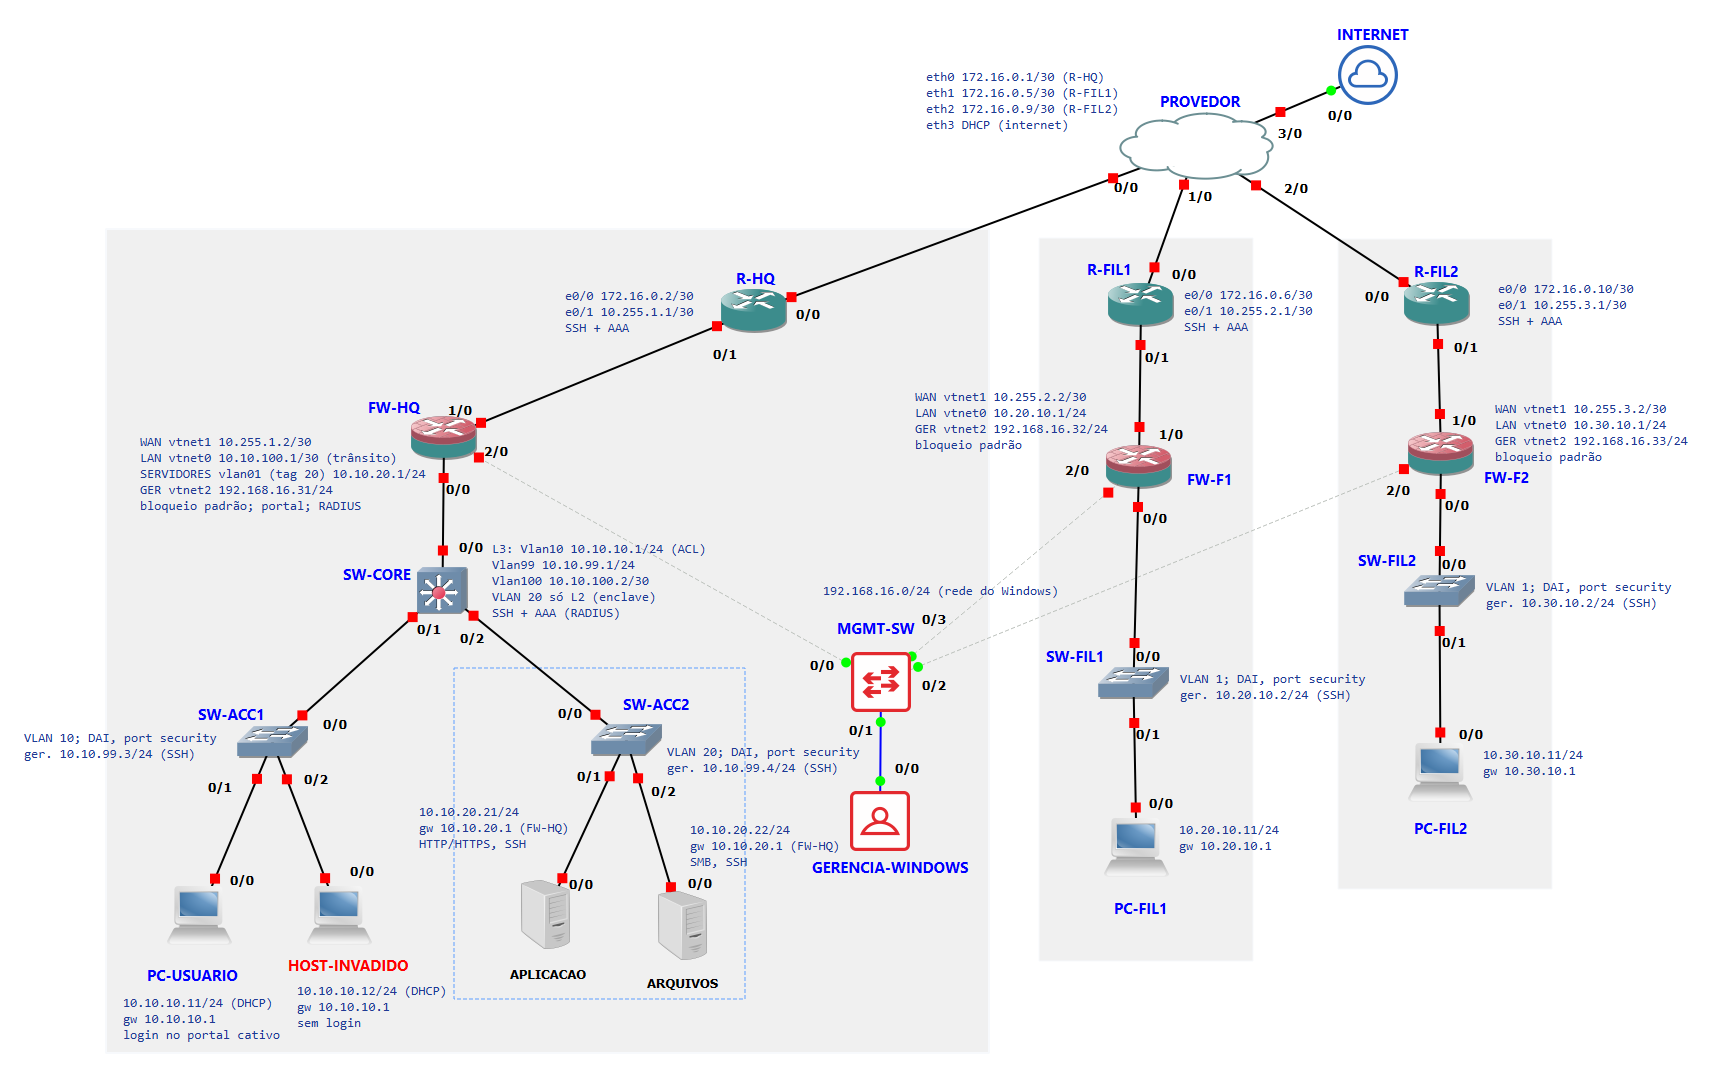 INTERNET
0/0
eth0 172.16.0.1/30 (R-HQ)
eth1 172.16.0.5/30 (R-FIL1)
eth2 172.16.0.9/30 (R-FIL2)
eth3 DHCP (internet)
PROVEDOR
3/0
0/0
1/0
2/0
R-HQ
e0/0 172.16.0.2/30
e0/1 10.255.1.1/30
SSH + AAA
0/0
0/1
R-FIL1
0/0
e0/0 172.16.0.6/30
e0/1 10.255.2.1/30
SSH + AAA
0/1
R-FIL2
0/0
e0/0 172.16.0.10/30
e0/1 10.255.3.1/30
SSH + AAA
0/1
FW-HQ
1/0
WAN vtnet1 10.255.1.2/30
LAN vtnet0 10.10.100.1/30 (trânsito)
SERVIDORES vlan01 (tag 20) 10.10.20.1/24
GER vtnet2 192.168.16.31/24
bloqueio padrão; portal; RADIUS
2/0
0/0
WAN vtnet1 10.255.2.2/30
LAN vtnet0 10.20.10.1/24
GER vtnet2 192.168.16.32/24
bloqueio padrão
1/0
2/0
FW-F1
0/0
WAN vtnet1 10.255.3.2/30
LAN vtnet0 10.30.10.1/24
GER vtnet2 192.168.16.33/24
bloqueio padrão
1/0
2/0
FW-F2
0/0
SW-CORE
0/0
L3: Vlan10 10.10.10.1/24 (ACL)
Vlan99 10.10.99.1/24
Vlan100 10.10.100.2/30
VLAN 20 só L2 (enclave)
SSH + AAA (RADIUS)
0/1
0/2
192.168.16.0/24 (rede do Windows)
0/3
MGMT-SW
0/0
0/2
0/1
0/0
GERENCIA-WINDOWS
SW-FIL2
0/0
VLAN 1; DAI, port security
ger. 10.30.10.2/24 (SSH)
0/1
SW-FIL1
0/0
VLAN 1; DAI, port security
ger. 10.20.10.2/24 (SSH)
0/1
SW-ACC1
0/0
VLAN 10; DAI, port security
ger. 10.10.99.3/24 (SSH)
0/1
0/2
SW-ACC2
0/0
VLAN 20; DAI, port security
ger. 10.10.99.4/24 (SSH)
0/1
0/2
10.10.20.21/24
gw 10.10.20.1 (FW-HQ)
HTTP/HTTPS, SSH
10.10.20.22/24
gw 10.10.20.1 (FW-HQ)
SMB, SSH
0/0
0/0
0/0
0/0
0/0
10.30.10.11/24
gw 10.30.10.1
PC-FIL2
0/0
10.20.10.11/24
gw 10.20.10.1
PC-FIL1
PC-USUARIO
10.10.10.11/24 (DHCP)
gw 10.10.10.1
login no portal cativo
HOST-INVADIDO
10.10.10.12/24 (DHCP)
gw 10.10.10.1
sem login
APLICACAO
ARQUIVOS